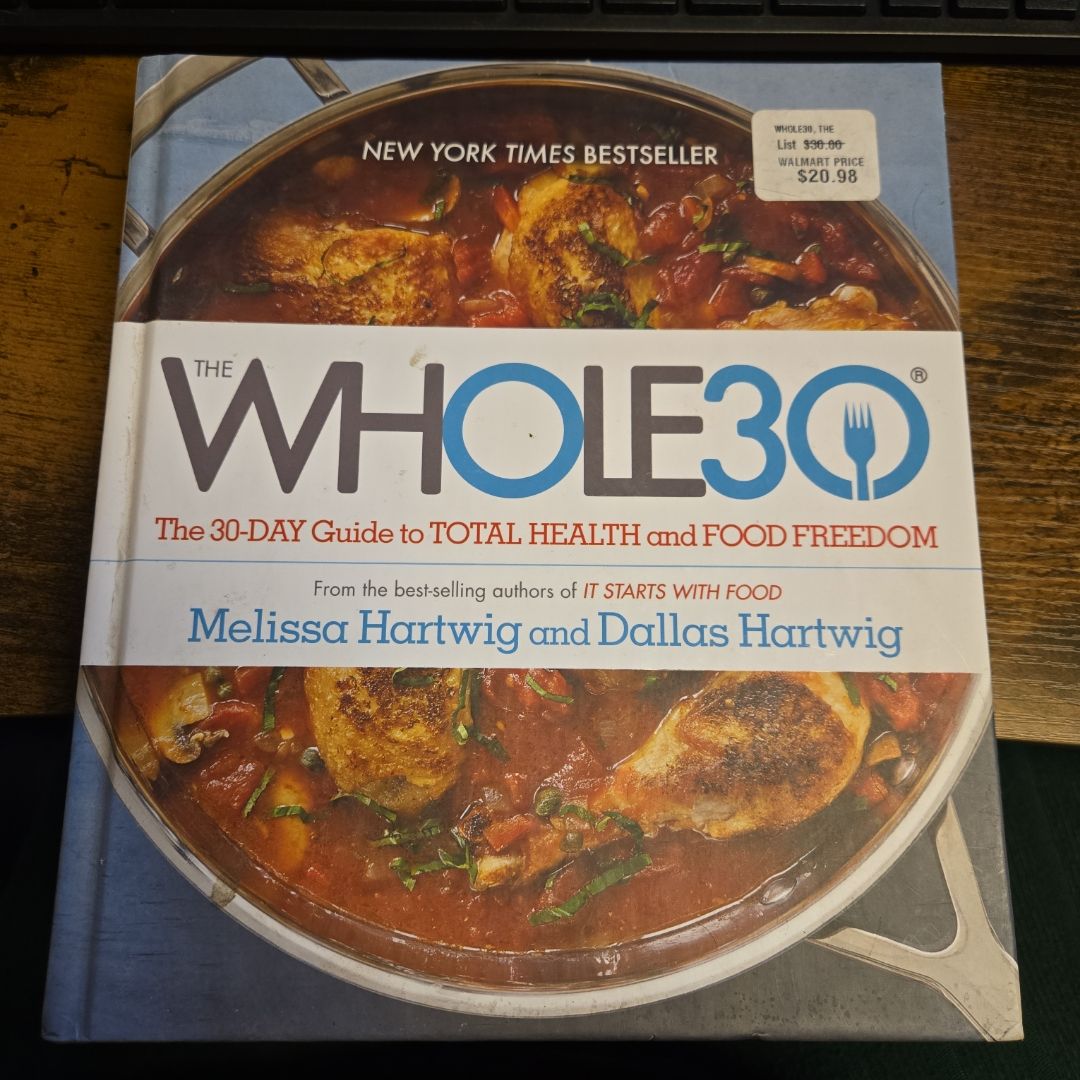 NEW YORK TIMES BESTSELLER
WHOLE30, THE
List $30.00
WALMART PRICE
$20.98
THE
WHOLE30®
The 30-DAY Guide to TOTAL HEALTH and FOOD FREEDOM
From the best-selling authors of IT STARTS WITH FOOD
Melissa Hartwig and Dallas Hartwig